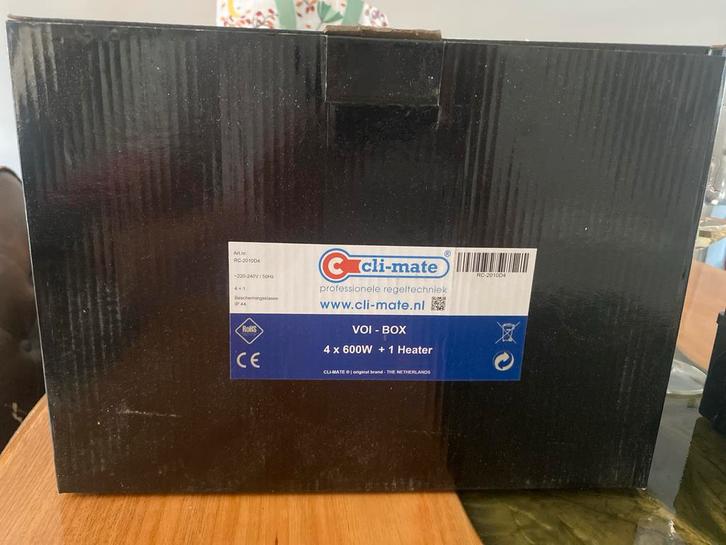 Art.nr.
RC-2010D4
~220-240V / 50Hz
4 + 1
Beschermingsklasse
IP 44
C cli-mate®
professionele regeltechniek
www.cli-mate.nl
RC-2010D4
RoHS
CE
VOI - BOX
4 x 600W + 1 Heater
CLI-MATE ® | original brand - THE NETHERLANDS